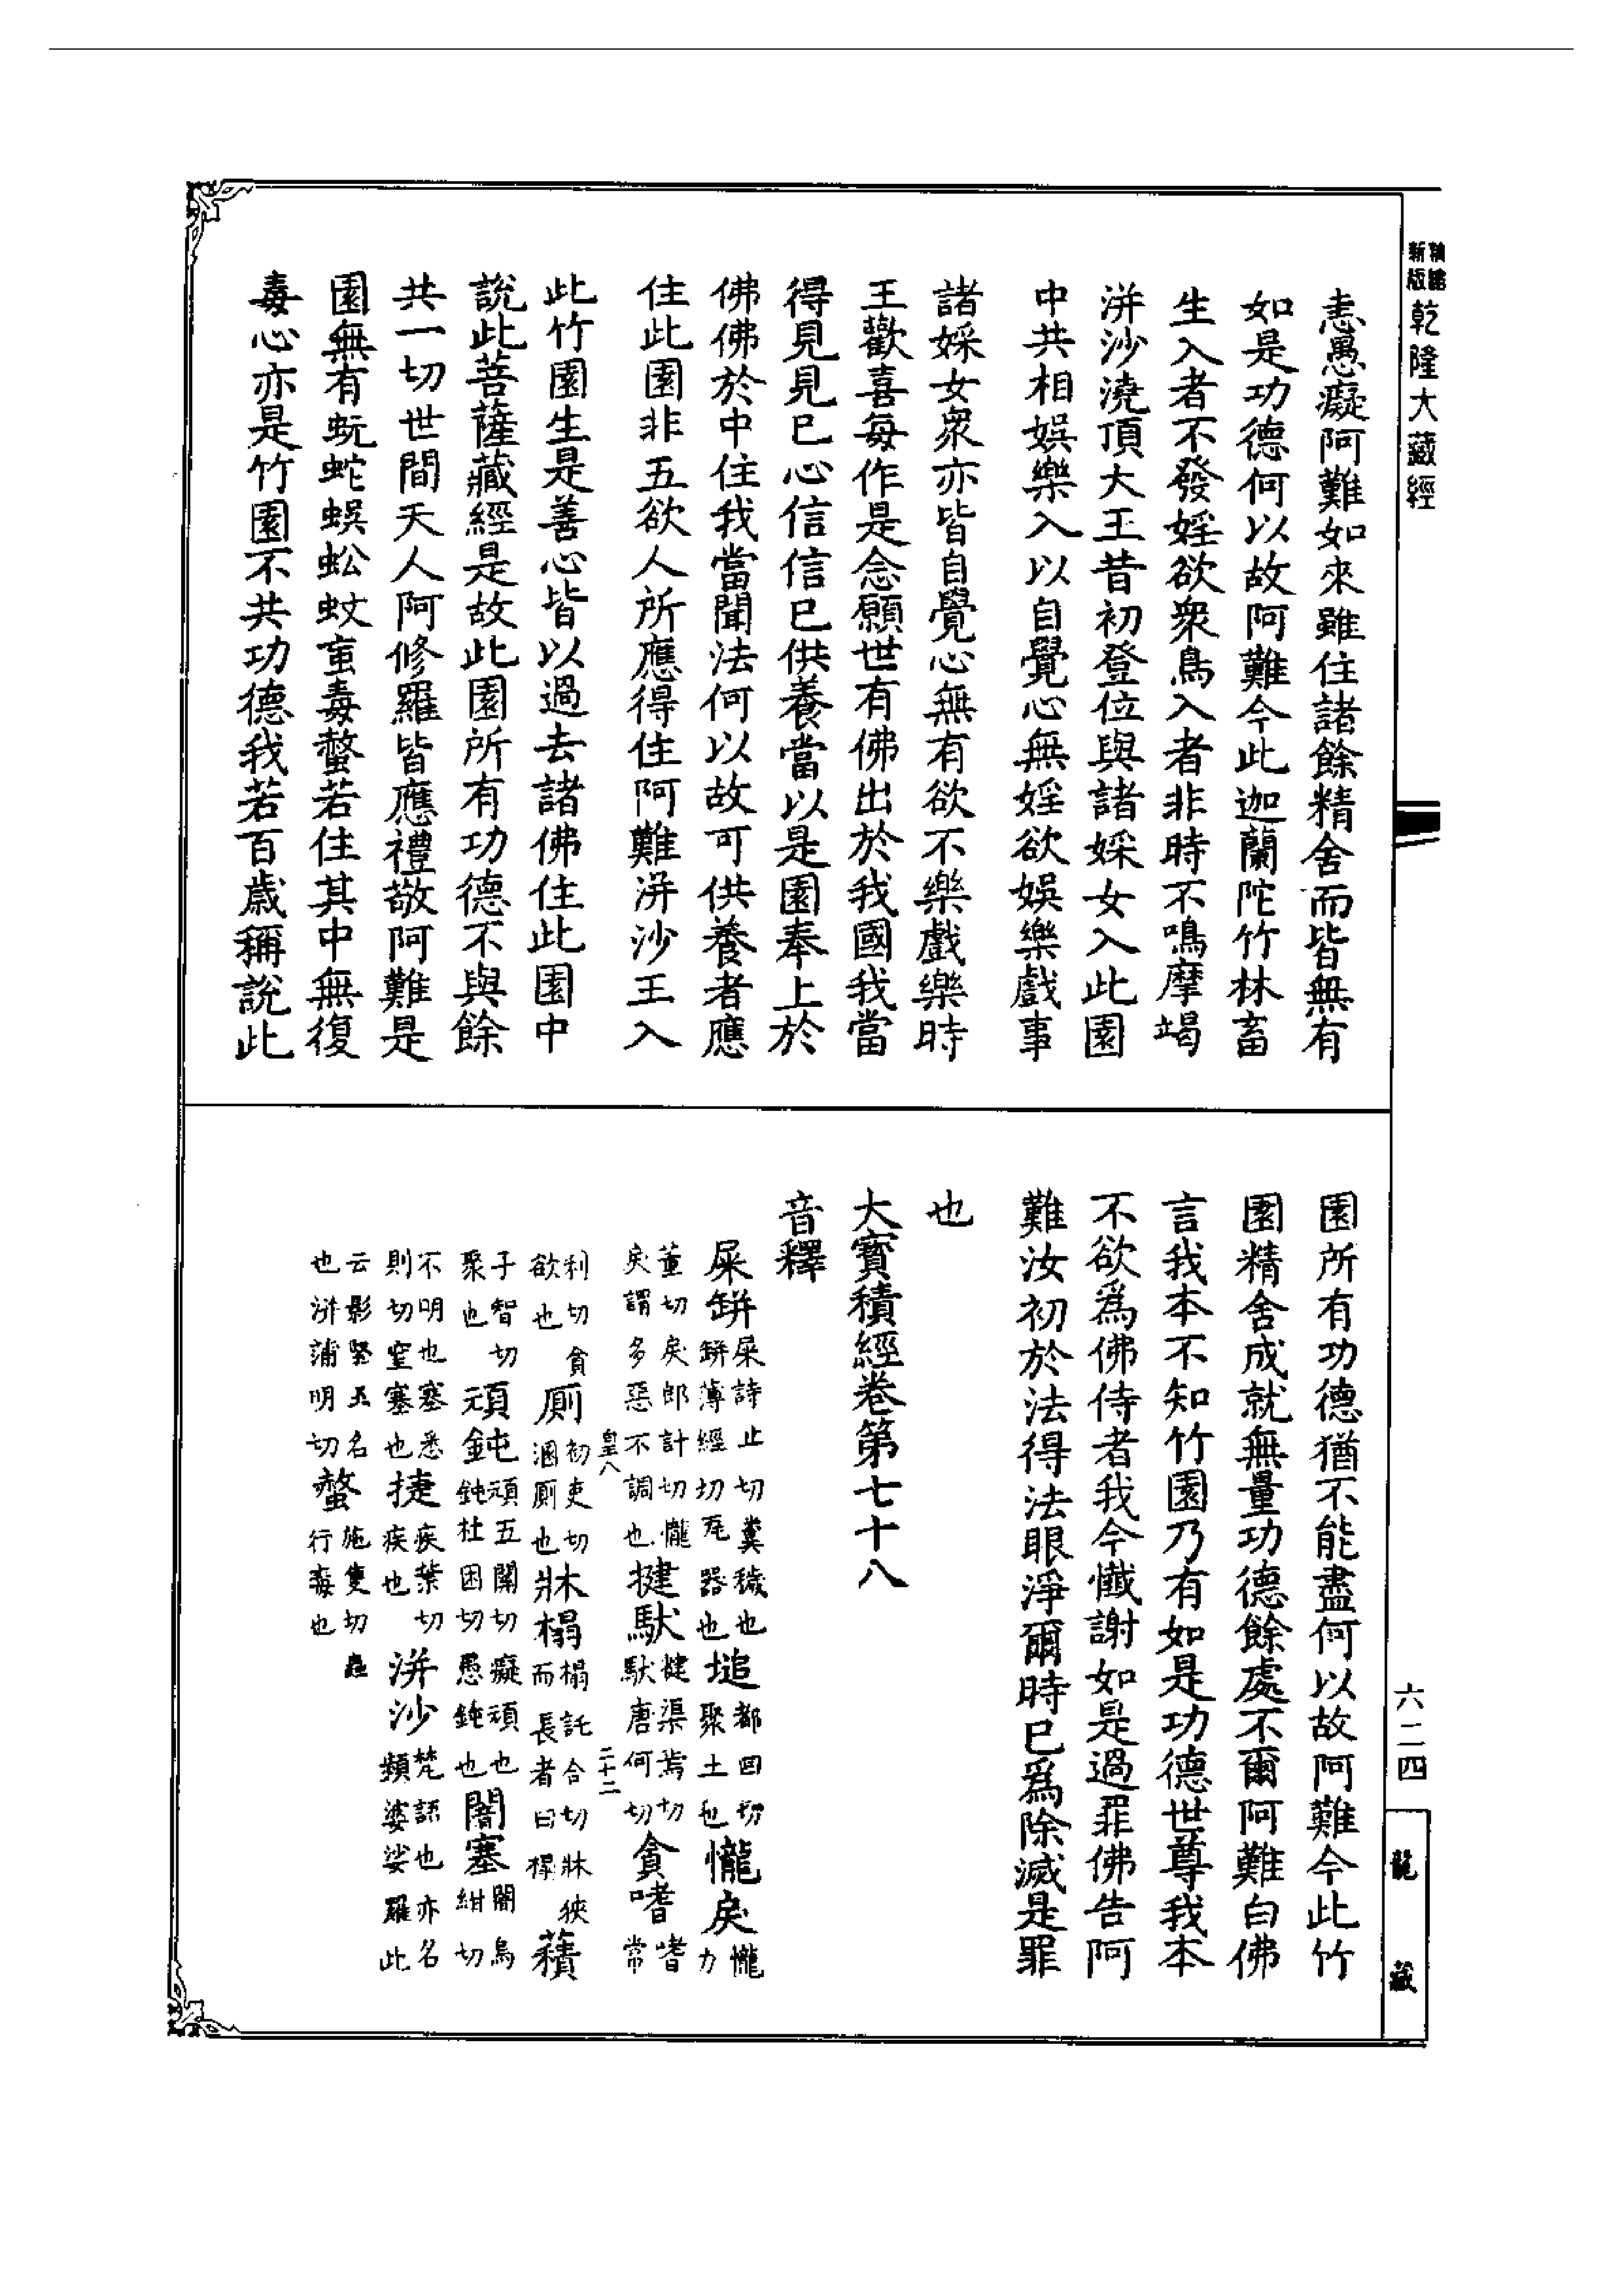 新版精縮乾隆大藏經
恚愚癡阿難如來雖住諸餘精舍而皆無有
如是功德何以故阿難今此迦蘭陀竹林畜
生入者不發婬欲衆鳥入者非時不鳴摩竭
洴沙澆頂大王昔初登位與諸婇女入此園
中共相娛樂入以自覺心無婬欲娛樂戲事
諸婇女衆亦皆自覺心無有欲不樂戲樂時
王歡喜每作是念願世有佛出於我國我當
得見見已心信信已供養當以是園奉上於
佛佛於中住我當聞法何以故可供養者應
住此園非五欲人所應得住阿難洴沙王入
此竹園生是善心皆以過去諸佛住此園中
說此菩薩藏經是故此園所有功德不與餘
共一切世間天人阿修羅皆應禮敬阿難是
園無有蚖蛇蜈蚣蚊䖟毒螫若住其中無復
毒心亦是竹園不共功德我若百歲稱說此
園所有功德猶不能盡何以故阿難今此竹
園精舍成就無量功德餘處不爾阿難白佛
言我本不知竹園乃有如是功德世尊我本
不欲爲佛侍者我今懺謝如是過罪佛告阿
難汝初於法得法眼淨爾時已爲除滅是罪
也
大寳積經卷第七十八
音釋
屎缾屎詩止切糞穢也缾薄經切瓦器也塠都回切聚土也㦬戾㦬力
董切戾郎計切㦬戾謂多惡不調也揵馱揵渠焉切馱唐何切貪嗜嗜常
皇八
二十二
利切貪欲也厠初吏切溷厠也牀榻榻託合切牀狹而長者曰榻𧂐
子智切聚也頑鈍頑五關切癡頑也鈍杜困切愚鈍也闇塞闇烏紺切
不明也塞悉則切窒塞也捷疾葉切疾也洴沙梵語也亦名頻婆娑羅此
云影堅王名也洴蒲明切螫施隻切蟲行毒也
六二四
龍藏